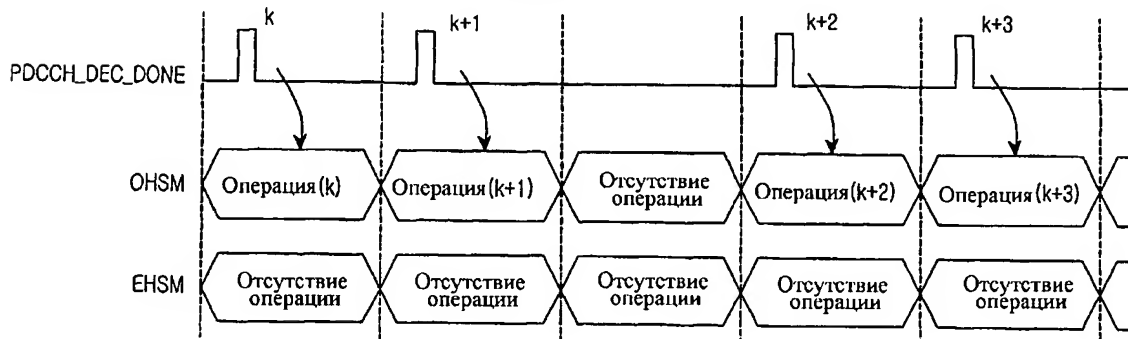 k
k+1
k+2
k+3
PDCCH_DEC_DONE
OHSM
Операция(k)
Операция(k+1)
Отсутствие
операции
Операция(k+2)
Операция(k+3)
EHSM
Отсутствие
операции
Отсутствие
операции
Отсутствие
операции
Отсутствие
операции
Отсутствие
операции